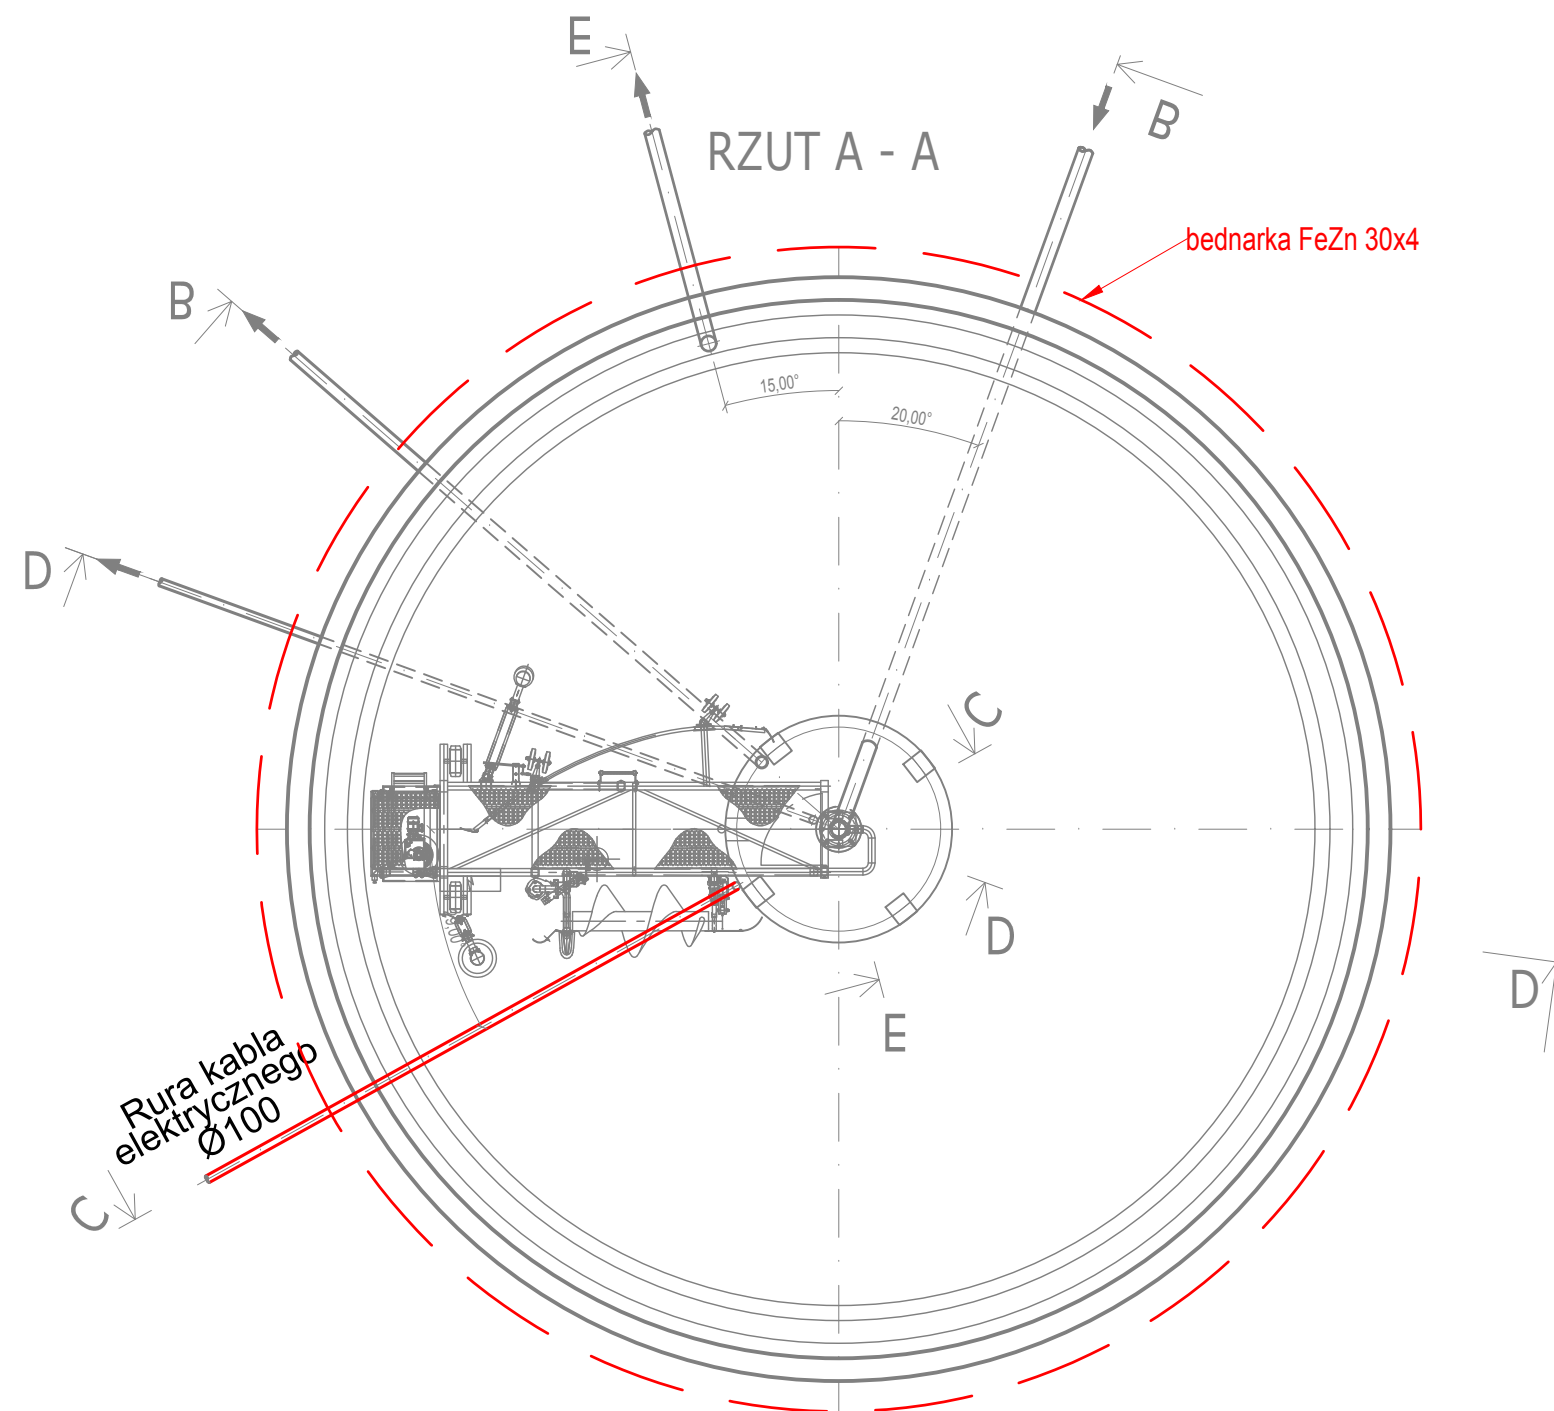 E
B
RZUT A - A
bednarka FeZn 30x4
B
15,00°
20,00°
D
C
D
E
D
Rura kabla
elektrycznego
Ø100
C